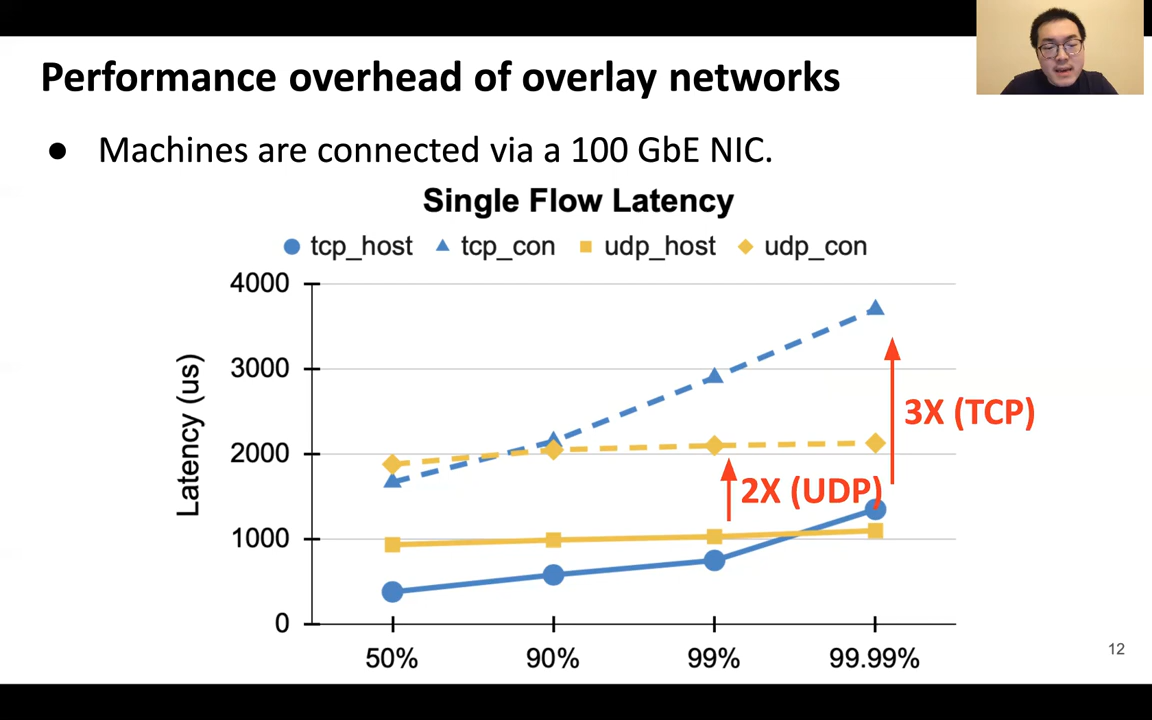 Performance overhead of overlay networks
● Machines are connected via a 100 GbE NIC.
Single Flow Latency
tcp_host tcp_con udp_host udp_con
Latency (us)
4000
3000
2000
1000
0
3X (TCP)
2X (UDP)
50% 90% 99% 99.99%
12